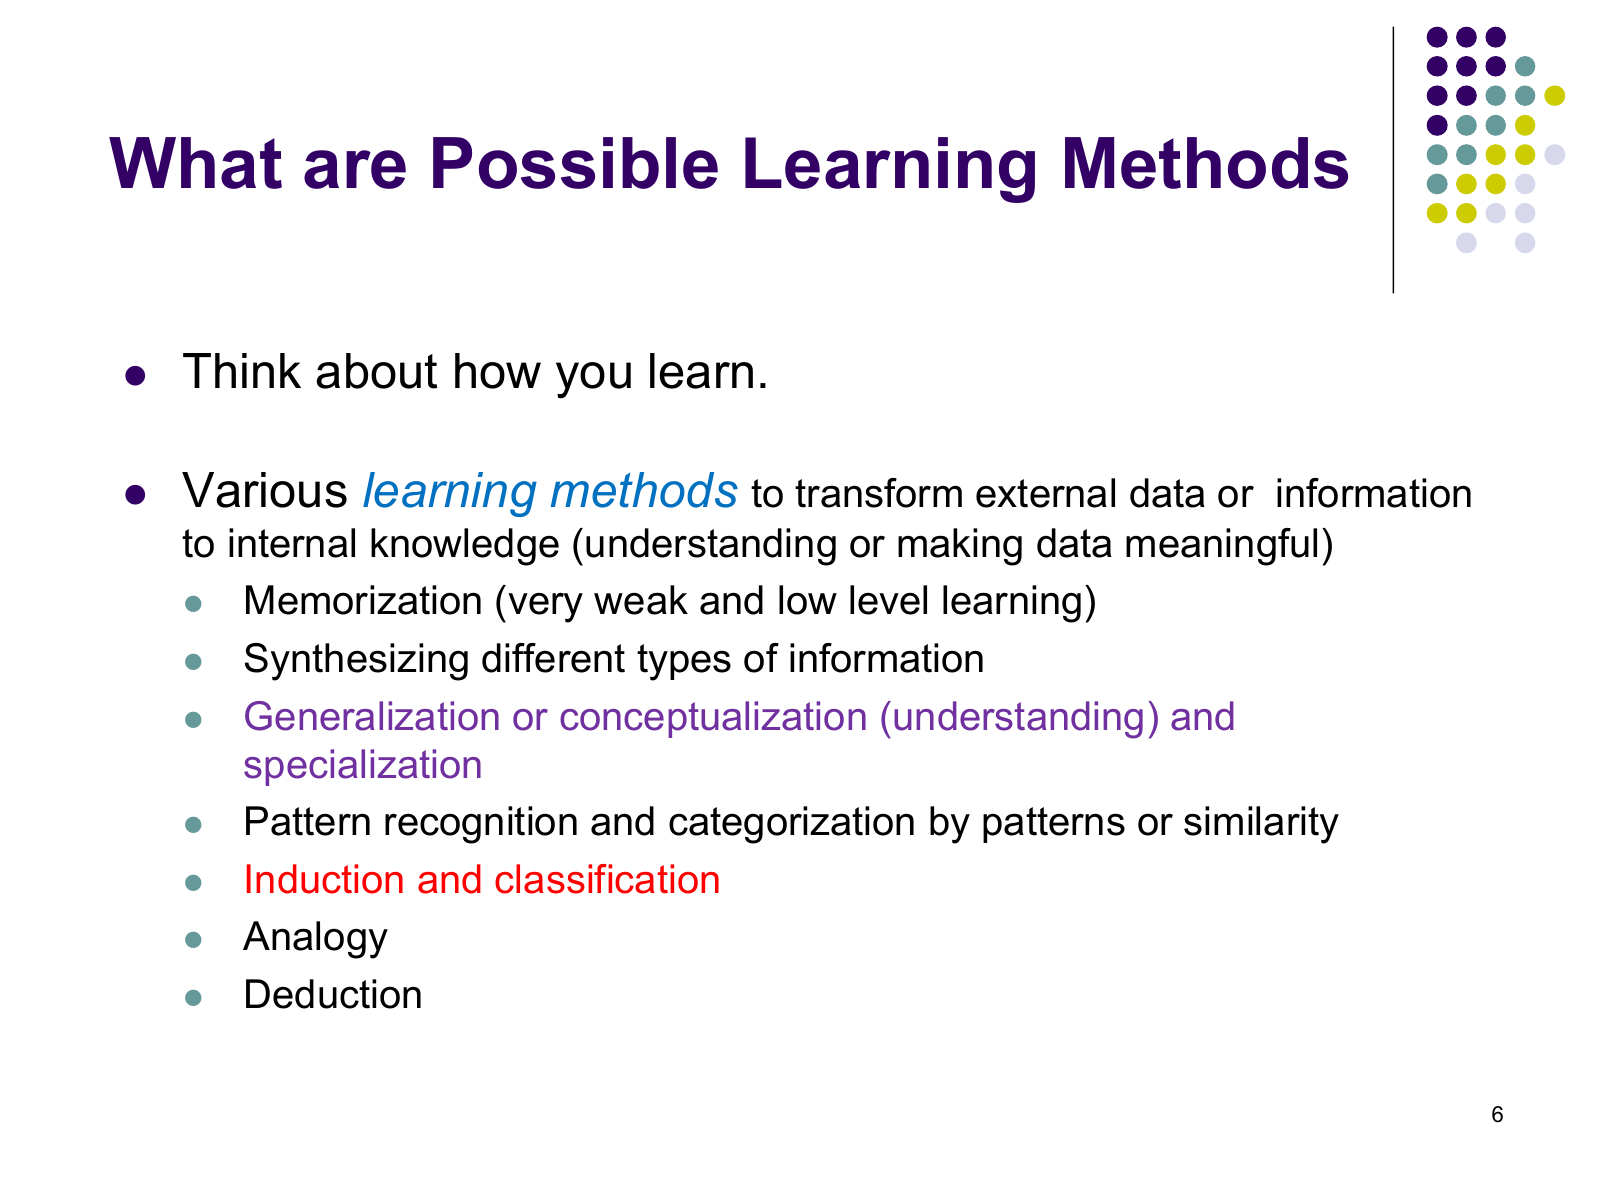 What are Possible Learning Methods
Think about how you learn.
Various learning methods to transform external data or  information
to internal knowledge (understanding or making data meaningful)
Memorization (very weak and low level learning)
Synthesizing different types of information
Generalization or conceptualization (understanding) and
specialization
Pattern recognition and categorization by patterns or similarity
Induction and classification
Analogy
Deduction
6